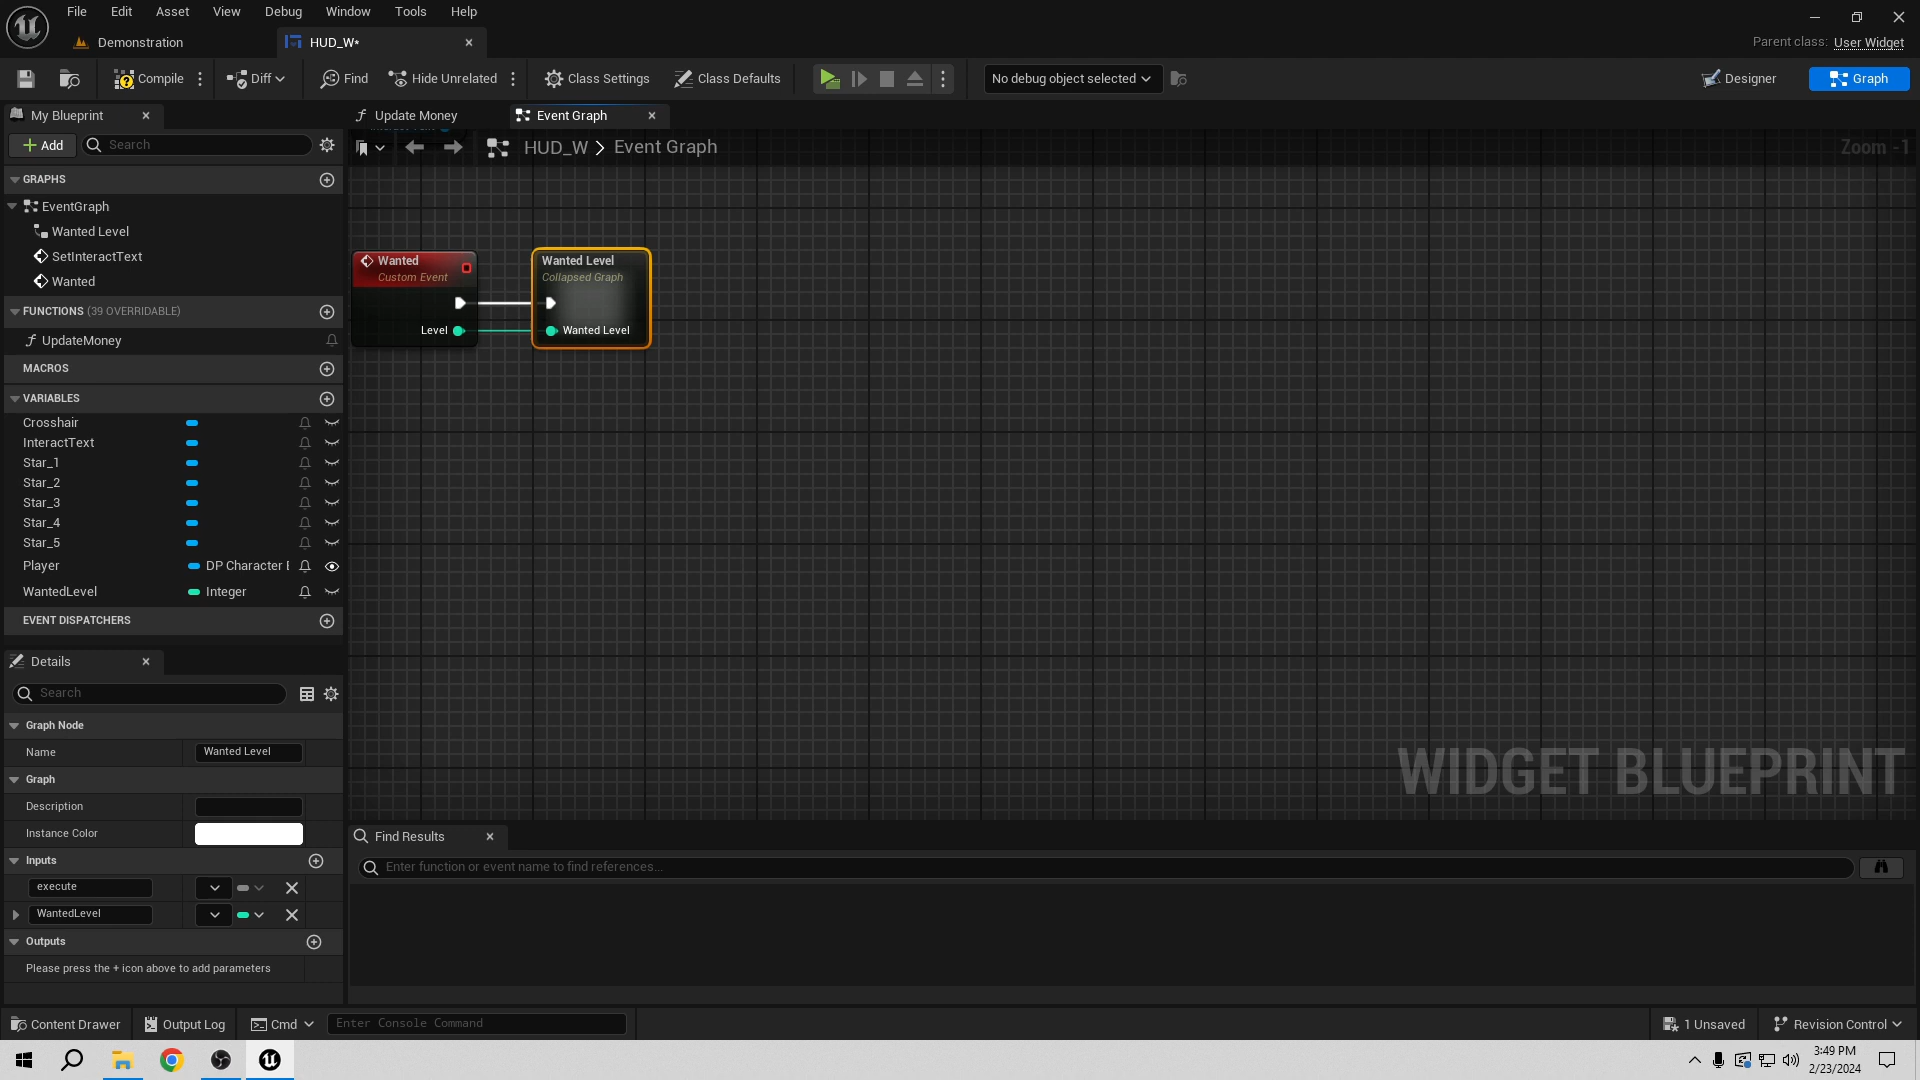 File Edit Asset View Debug Window Tools Help
Demonstration HUD_W*
Parent class: User Widget
Compile Diff Find Hide Unrelated Class Settings Class Defaults No debug object selected Designer Graph
My Blueprint Update Money Event Graph
Add Search HUD_W > Event Graph Zoom -1
GRAPHS
EventGraph
Wanted Level
SetInteractText
Wanted
FUNCTIONS (39 OVERRIDABLE)
UpdateMoney
MACROS
VARIABLES
Crosshair
InteractText
Star_1
Star_2
Star_3
Star_4
Star_5
Player DP Character
WantedLevel Integer
EVENT DISPATCHERS
Wanted
Custom Event
Level
Wanted Level
Collapsed Graph
Wanted Level
WIDGET BLUEPRINT
Details
Search
Graph Node
Name Wanted Level
Graph
Description
Instance Color
Inputs
execute
WantedLevel
Outputs
Please press the + icon above to add parameters
Find Results
Enter function or event name to find references...
Content Drawer Output Log Cmd Enter Console Command 1 Unsaved Revision Control
3:49 PM
2/23/2024